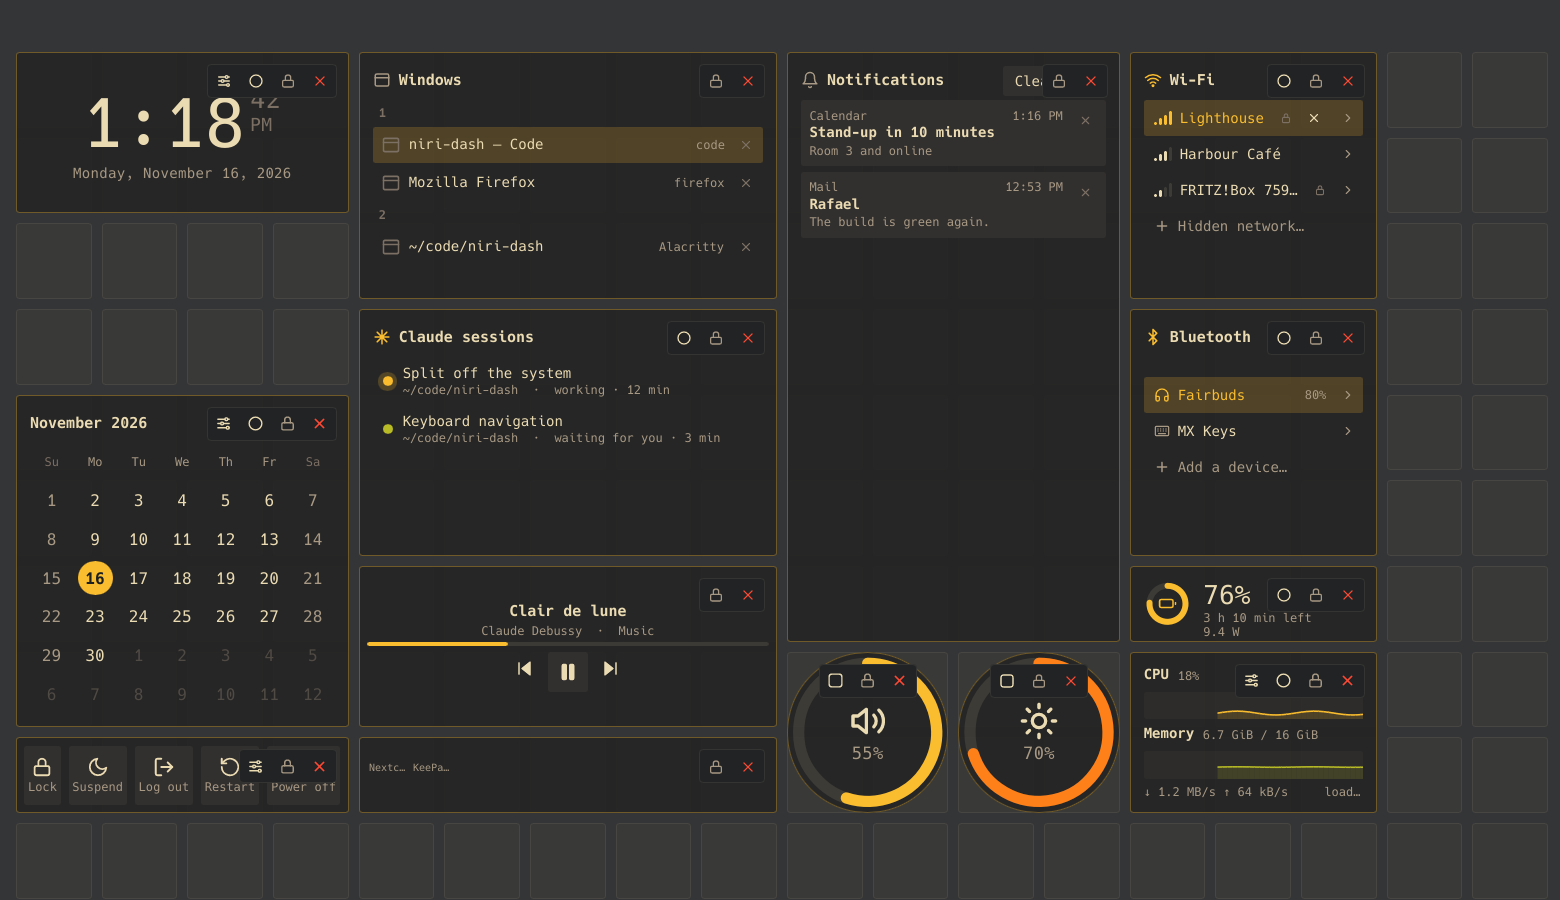 1:18
PM
Monday, November 16, 2026
Windows
1
niri-dash — Code code
Mozilla Firefox firefox
2
~/code/niri-dash Alacritty
Notifications
Calendar 1:16 PM
Stand-up in 10 minutes
Room 3 and online
Mail 12:53 PM
Rafael
The build is green again.
Wi-Fi
Lighthouse
Harbour Café
FRITZ!Box 759…
+ Hidden network…
November 2026
Su Mo Tu We Th Fr Sa
1 2 3 4 5 6 7
8 9 10 11 12 13 14
15 16 17 18 19 20 21
22 23 24 25 26 27 28
29 30 1 2 3 4 5
6 7 8 9 10 11 12
Claude sessions
Split off the system
~/code/niri-dash · working · 12 min
Keyboard navigation
~/code/niri-dash · waiting for you · 3 min
Bluetooth
Fairbuds 80%
MX Keys
+ Add a device…
Clair de lune
Claude Debussy · Music
76%
3 h 10 min left
9.4 W
55%
70%
CPU 18%
Memory 6.7 GiB / 16 GiB
↓ 1.2 MB/s ↑ 64 kB/s load…
Lock Suspend Log out Restart Power off
Nextc… KeePa…